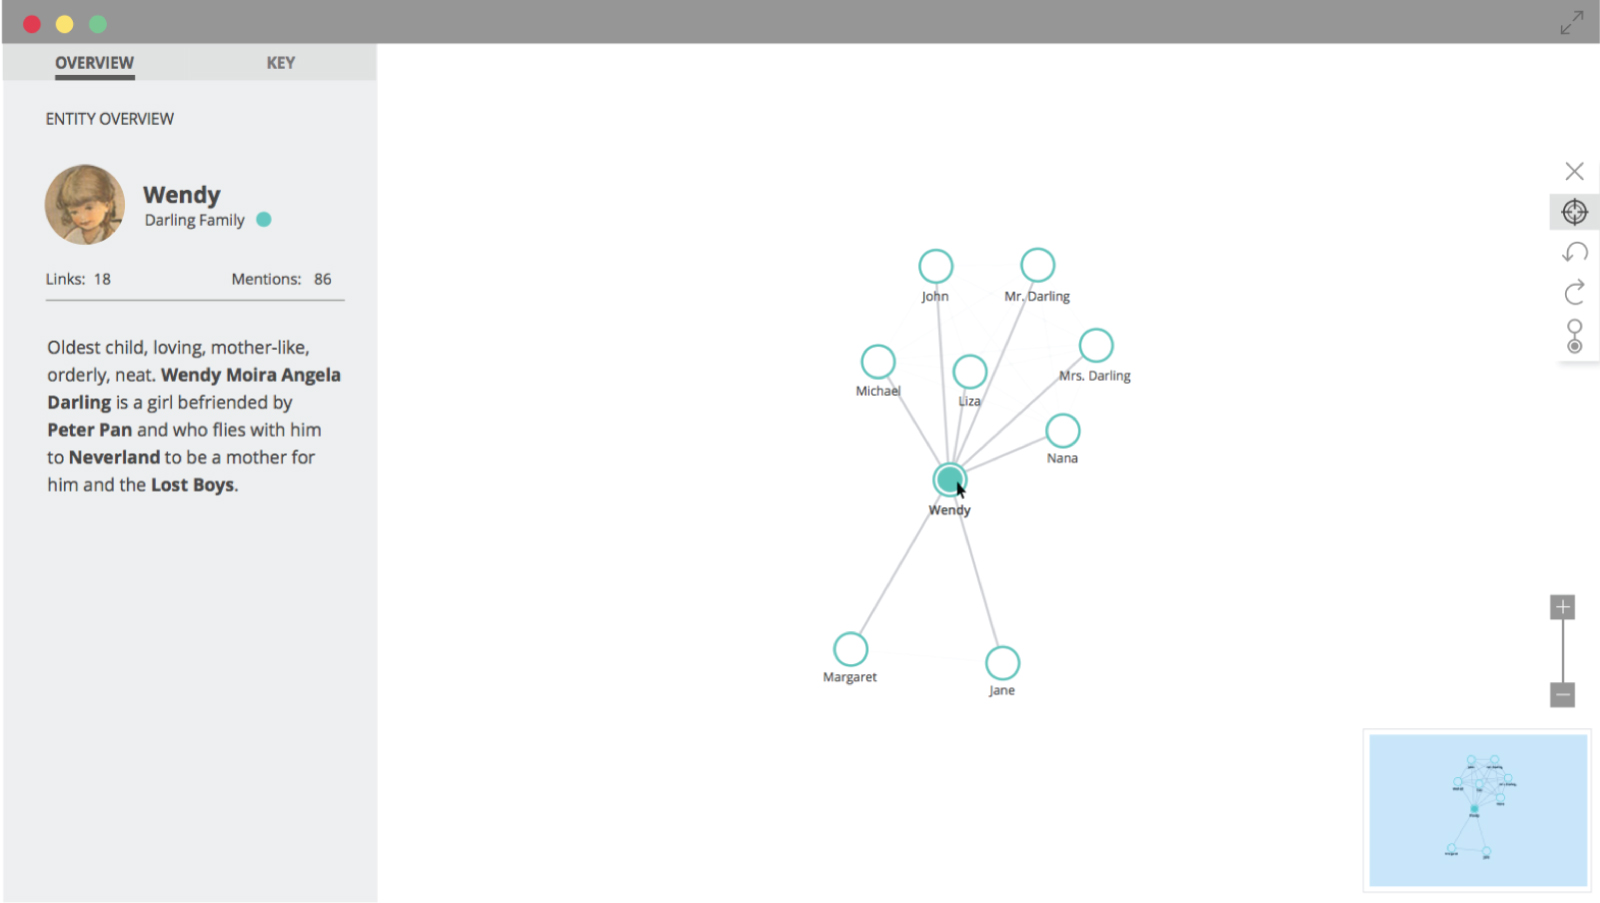 OVERVIEW KEY
ENTITY OVERVIEW
Wendy
Darling Family
Links: 18 Mentions: 86
Oldest child, loving, mother-like,
orderly, neat. Wendy Moira Angela
Darling is a girl befriended by
Peter Pan and who flies with him
to Neverland to be a mother for
him and the Lost Boys.
John
Mr. Darling
Mrs. Darling
Michael
Liza
Nana
Wendy
Margaret
Jane